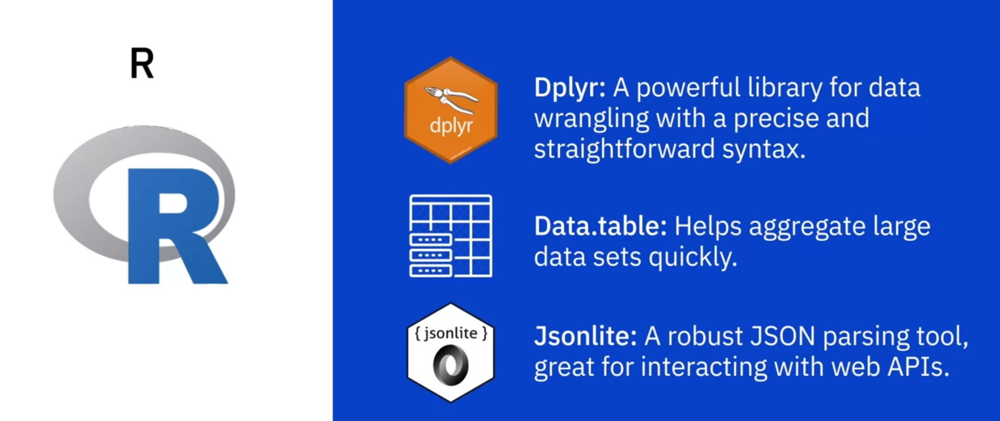 R
R
dplyr
Dplyr: A powerful library for data
wrangling with a precise and
straightforward syntax.
Data.table: Helps aggregate large
data sets quickly.
{ jsonlite }
Jsonlite: A robust JSON parsing tool,
great for interacting with web APIs.